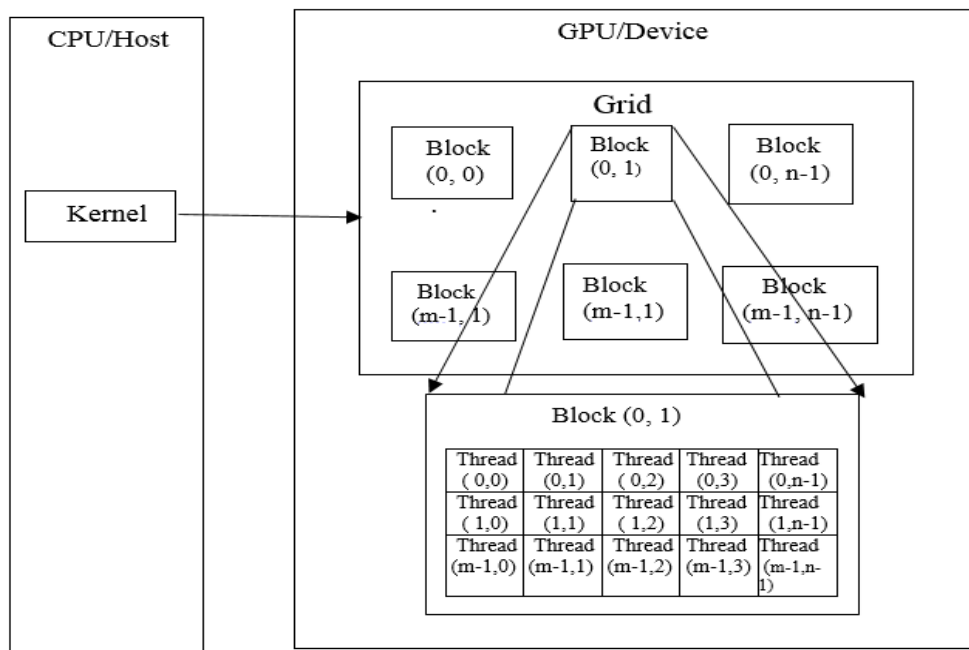 CPU/Host
GPU/Device
Grid
Block
(0, 0)
Block
(0, 1)
Block
(0, n-1)
Kernel
Block
(m-1, 1)
Block
(m-1,1)
Block
(m-1, n-1)
Block (0, 1)
Thread
( 0,0)
Thread
(0,1)
Thread
( 0,2)
Thread
(0,3)
Thread
(0,n-1)
Thread
( 1,0)
Thread
(1,1)
Thread
( 1,2)
Thread
(1,3)
Thread
(1,n-1)
Thread
(m-1,0)
Thread
(m-1,1)
Thread
(m-1,2)
Thread
(m-1,3)
Thread
(m-1,n-
1)